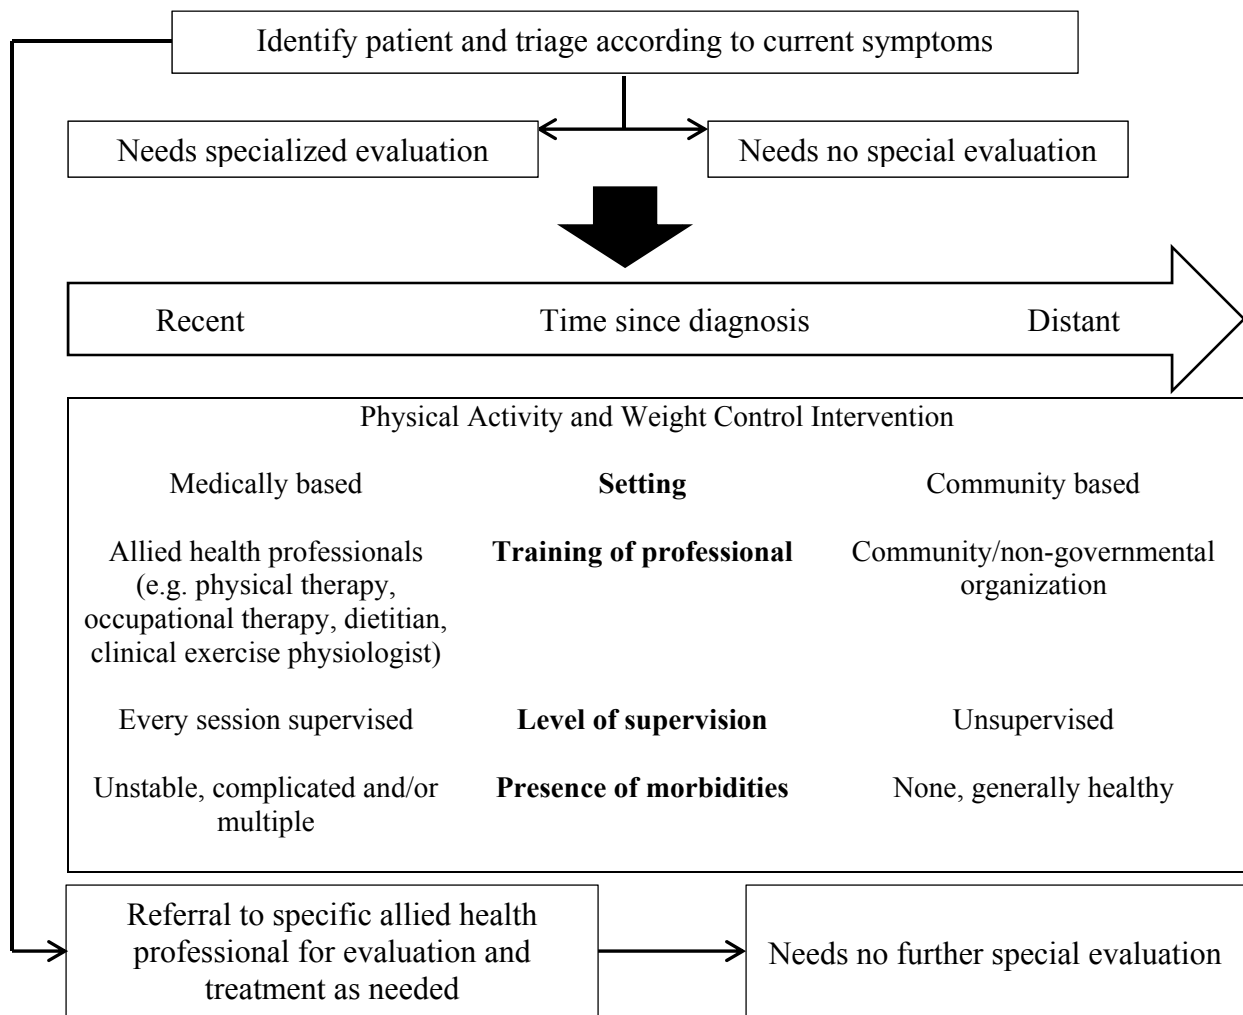 Identify patient and triage according to current symptoms
Needs specialized evaluation
Needs no special evaluation
Recent
Time since diagnosis
Distant
Physical Activity and Weight Control Intervention
Medically based
Setting
Community based
Allied health professionals
(e.g. physical therapy,
occupational therapy, dietitian,
clinical exercise physiologist)
Training of professional
Community/non-governmental
organization
Every session supervised
Level of supervision
Unsupervised
Unstable, complicated and/or
multiple
Presence of morbidities
None, generally healthy
Referral to specific allied health
professional for evaluation and
treatment as needed
Needs no further special evaluation